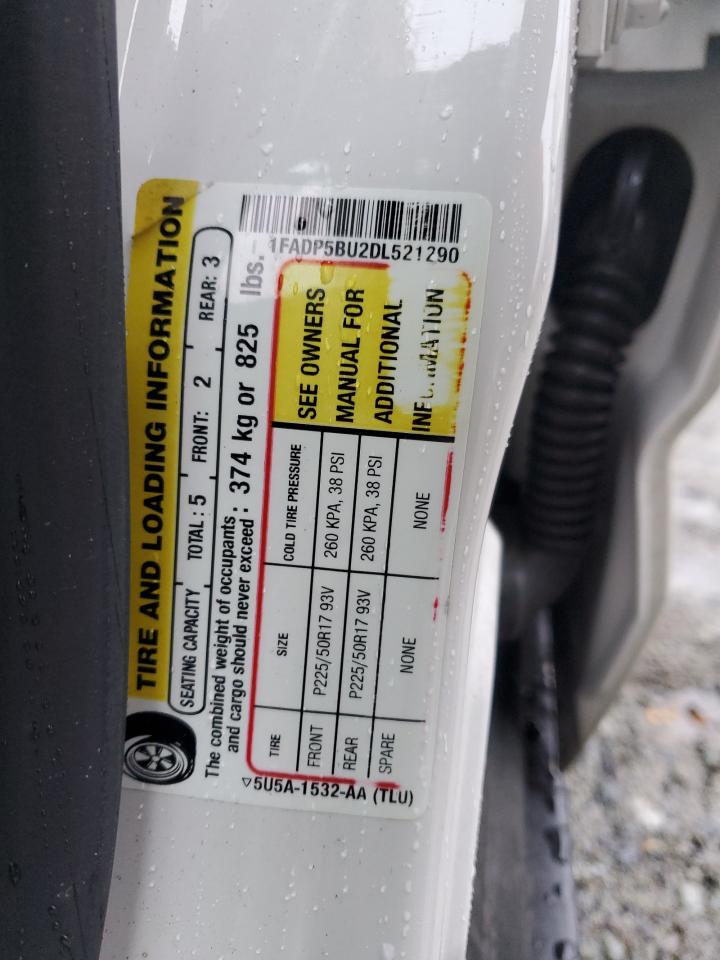 TIRE AND LOADING INFORMATION
SEATING CAPACITY TOTAL: 5 FRONT: 2 REAR: 3
The combined weight of occupants
and cargo should never exceed: 374 kg or 825 lbs.
TIRE SIZE COLD TIRE PRESSURE
FRONT P225/50R17 93V 260 KPA, 38 PSI
REAR P225/50R17 93V 260 KPA, 38 PSI
SPARE NONE NONE
SEE OWNERS
MANUAL FOR
ADDITIONAL
INFORMATION
▽5U5A-1532-AA (TLU)
1FADP5BU2DL521290